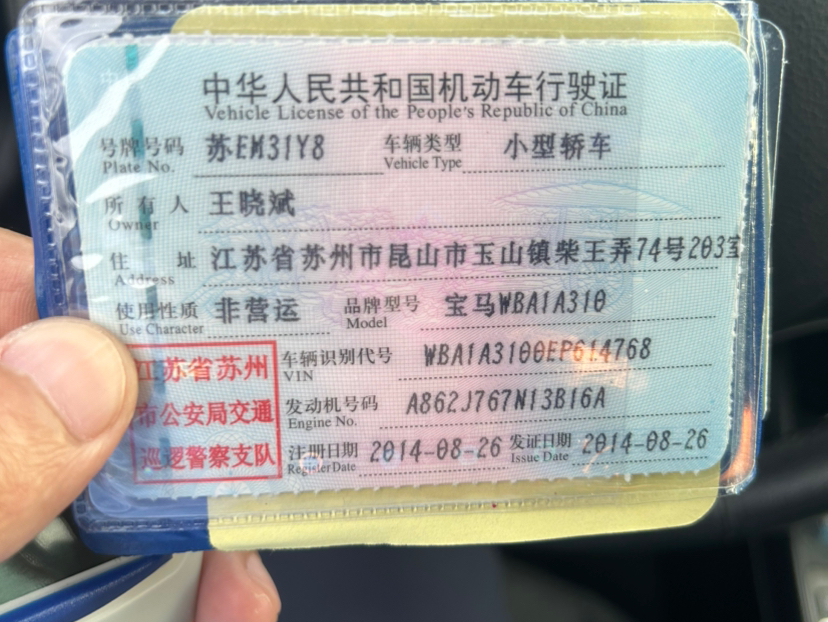 中华人民共和国机动车行驶证
Vehicle License of the People's Republic of China
号牌号码 苏EM31Y8 车辆类型 小型轿车
Plate No. Vehicle Type
所有人 王晓斌
Owner
住址 江苏省苏州市昆山市玉山镇柴王弄74号203室
Address
使用性质 非营运 品牌型号 宝马WBA1A310
Use Character Model
江苏省苏州
市公安局交通
巡逻警察支队
车辆识别代号 WBA1A3100EP614768
VIN
发动机号码 A862J767N13B16A
Engine No.
注册日期 2014-08-26 发证日期 2014-08-26
Register Date Issue Date